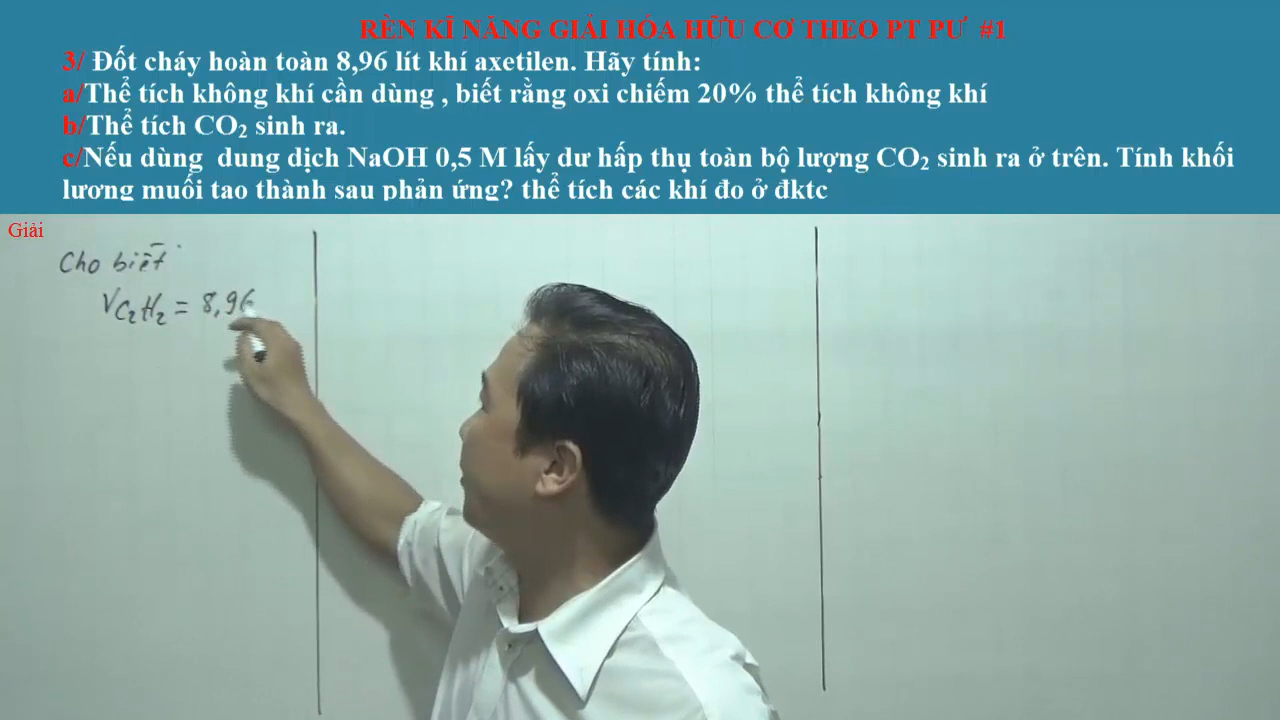 RÈN KĨ NĂNG GIẢI HÓA HỮU CƠ THEO PT PƯ #1
3/ Đốt cháy hoàn toàn 8,96 lít khí axetilen. Hãy tính:
a/Thể tích không khí cần dùng , biết rằng oxi chiếm 20% thể tích không khí
b/Thể tích CO₂ sinh ra.
c/Nếu dùng dung dịch NaOH 0,5 M lấy dư hấp thụ toàn bộ lượng CO₂ sinh ra ở trên. Tính khối
lượng muối tạo thành sau phản ứng? thể tích các khí đo ở đktc
Giải
Cho biết
V C₂H₂ = 8,96